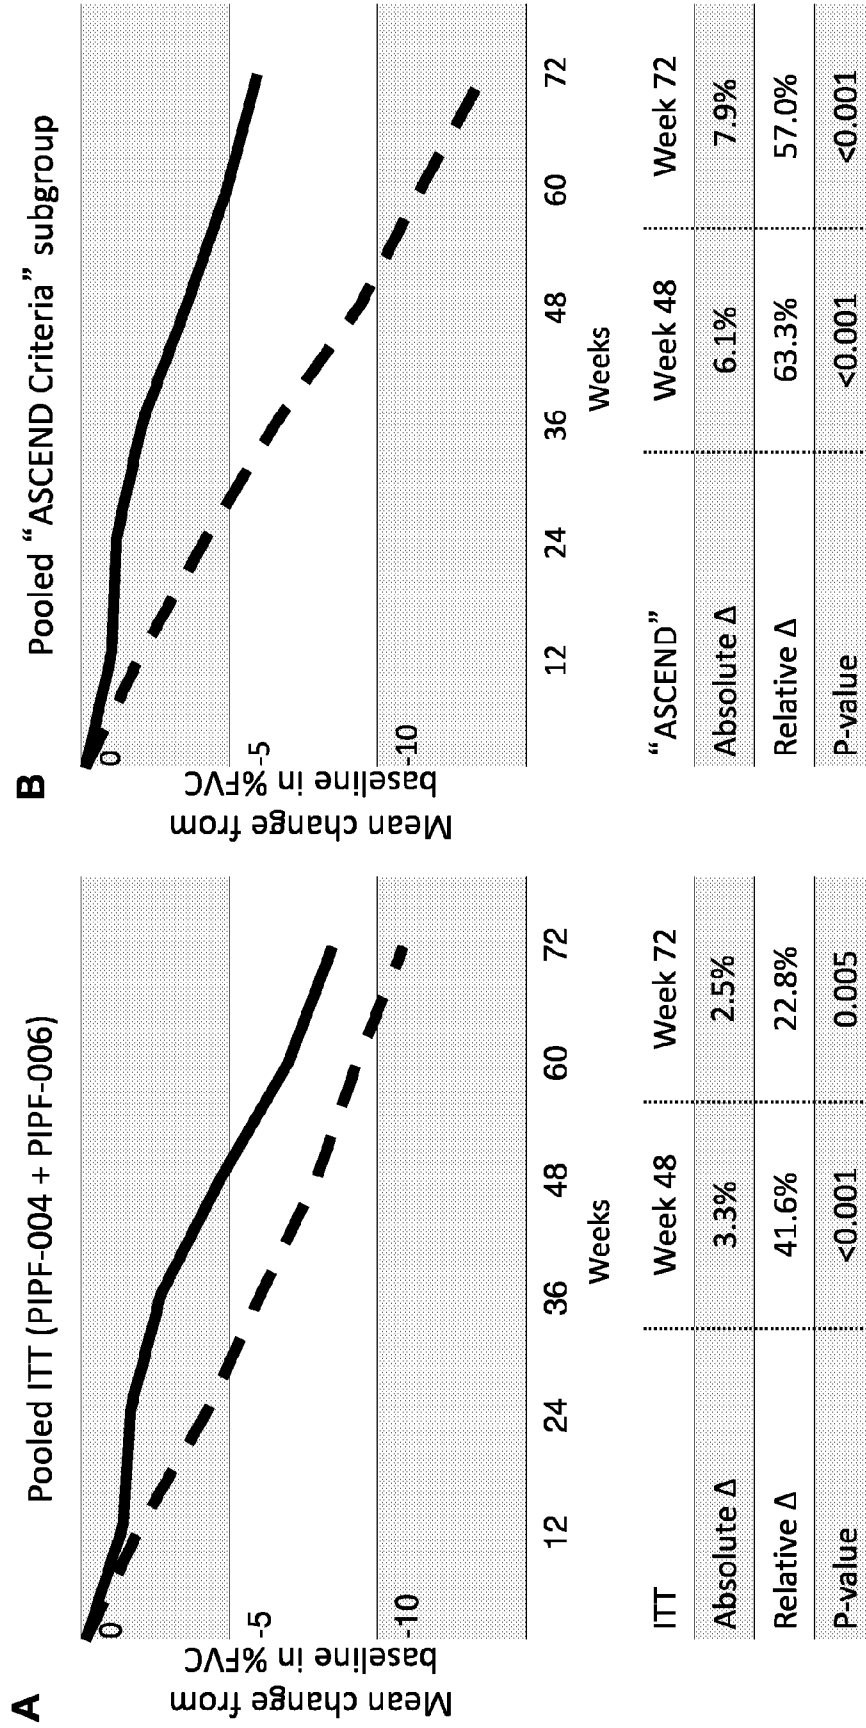 A
Pooled ITT (PIPF-004 + PIPF-006)
Mean change from
baseline in %FVC
0
-5
-10
12 24 36 48 60 72
Weeks
ITT Week 48 Week 72
Absolute Δ 3.3% 2.5%
Relative Δ 41.6% 22.8%
P-value <0.001 0.005
B
Pooled “ASCEND Criteria” subgroup
Mean change from
baseline in %FVC
0
-5
-10
12 24 36 48 60 72
Weeks
“ASCEND” Week 48 Week 72
Absolute Δ 6.1% 7.9%
Relative Δ 63.3% 57.0%
P-value <0.001 <0.001